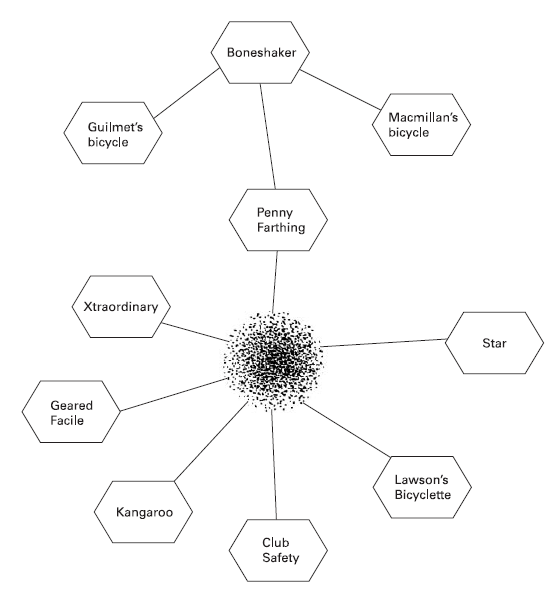 Boneshaker
Guilmet's
bicycle
Macmillan's
bicycle
Penny
Farthing
Xtraordinary
Star
Geared
Facile
Lawson's
Bicyclette
Kangaroo
Club
Safety